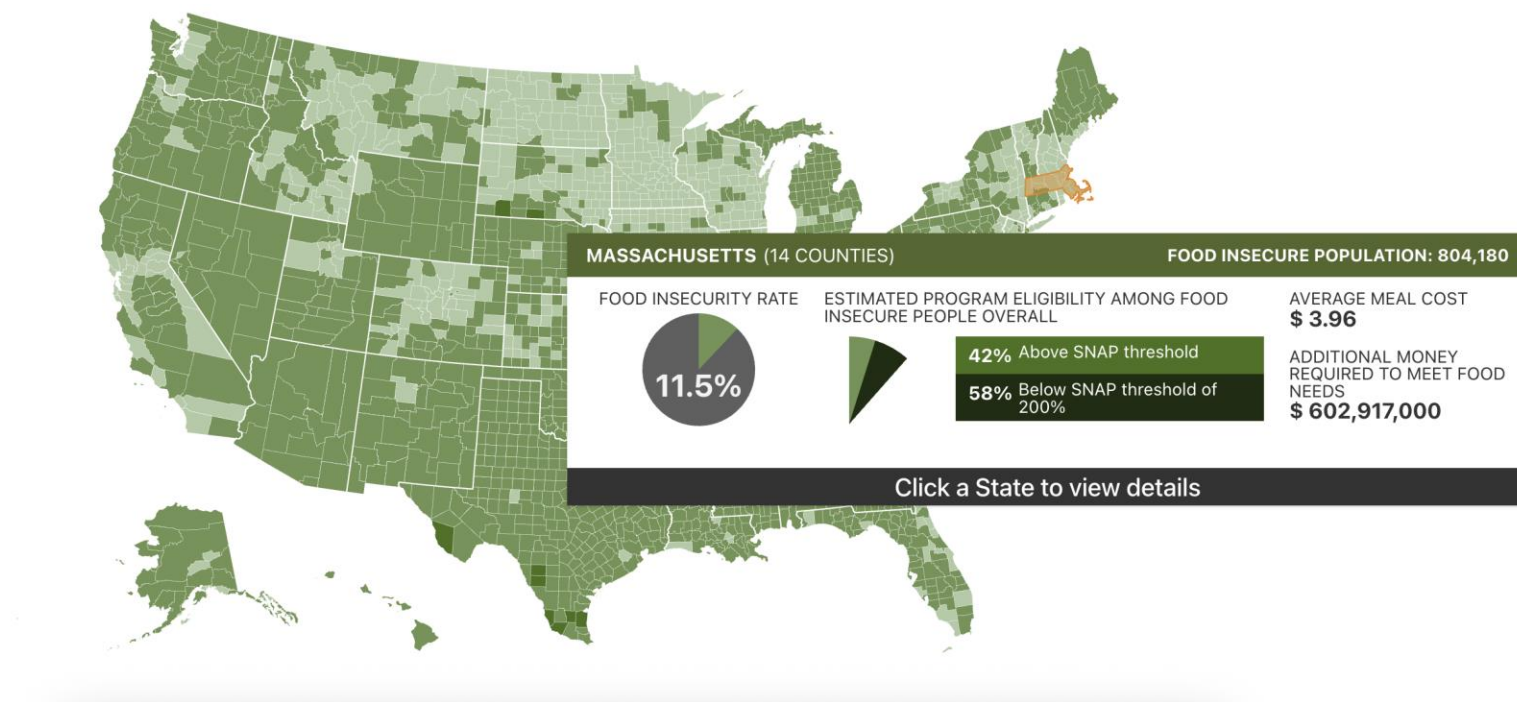 MASSACHUSETTS (14 COUNTIES)
FOOD INSECURE POPULATION: 804,180
FOOD INSECURITY RATE
11.5%
ESTIMATED PROGRAM ELIGIBILITY AMONG FOOD
INSECURE PEOPLE OVERALL
42% Above SNAP threshold
58% Below SNAP threshold of
200%
AVERAGE MEAL COST
$ 3.96
ADDITIONAL MONEY
REQUIRED TO MEET FOOD
NEEDS
$ 602,917,000
Click a State to view details